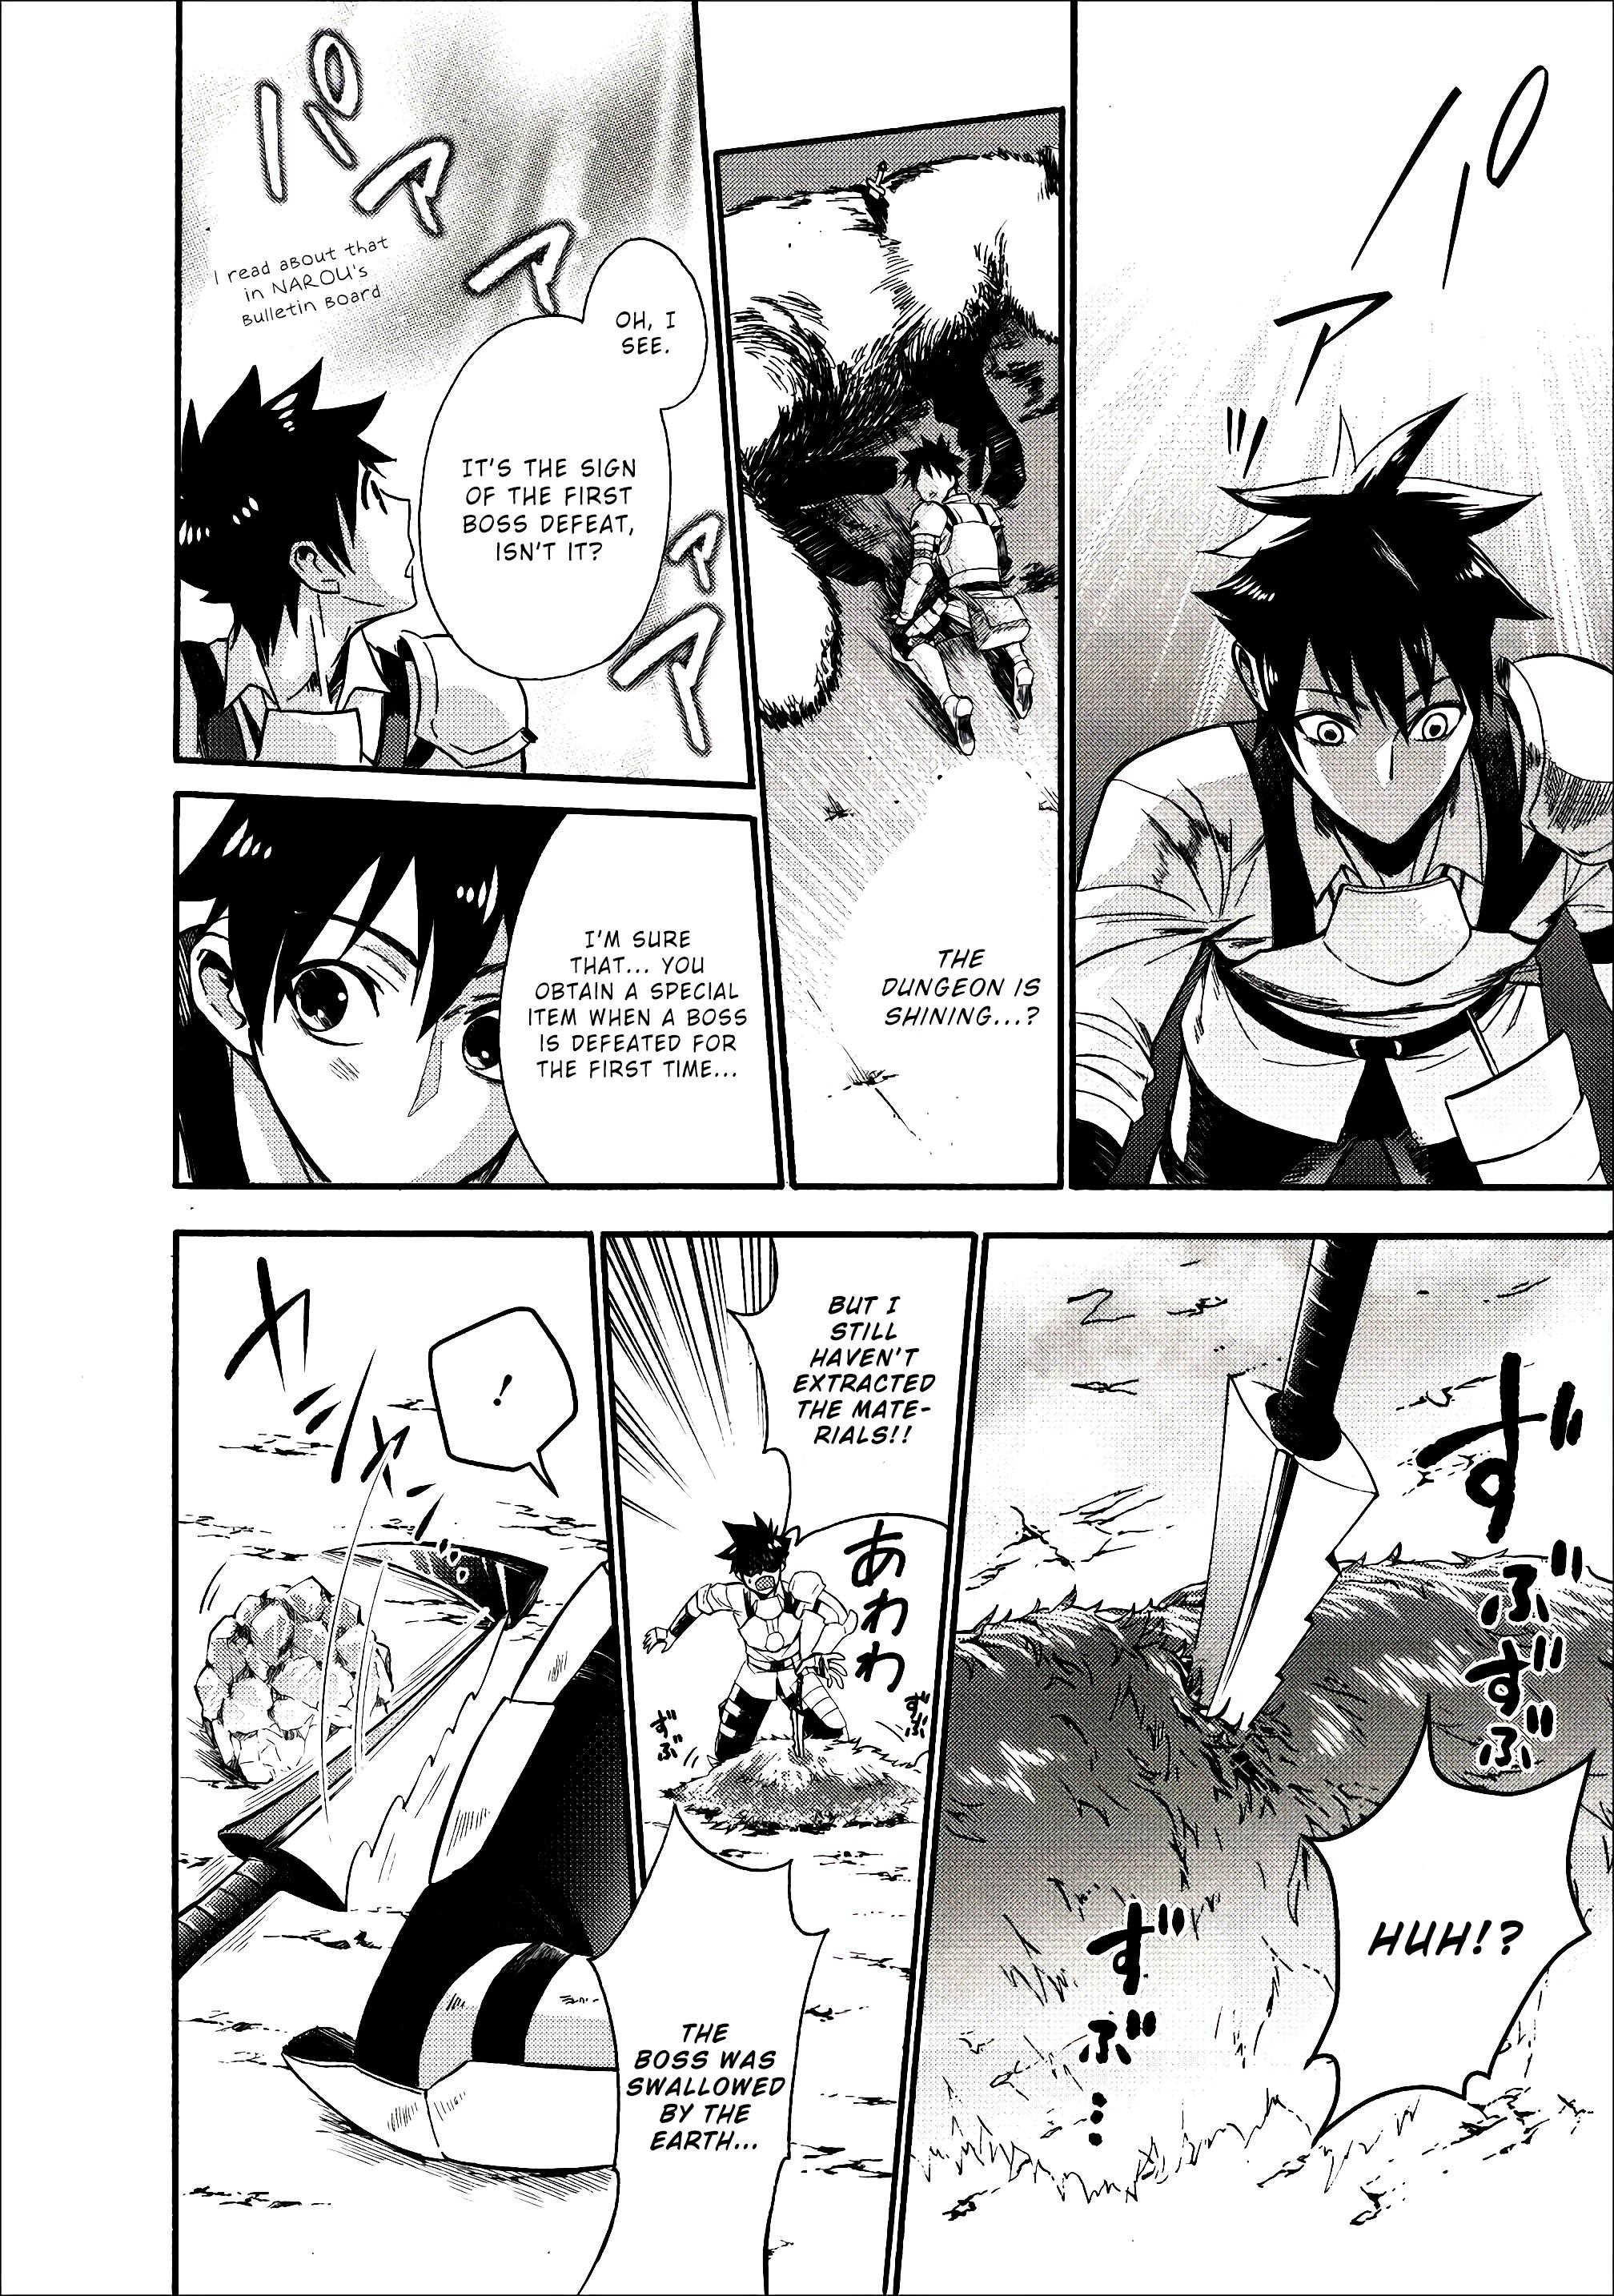 パァ
THE
DUNGEON IS
SHINING...?
パァァ
ァァ
I read about that
in NAROU's
Bulletin Board
OH, I
SEE.
IT'S THE SIGN
OF THE FIRST
BOSS DEFEAT,
ISN'T IT?
I'M SURE
THAT... YOU
OBTAIN A SPECIAL
ITEM WHEN A BOSS
IS DEFEATED FOR
THE FIRST TIME...
ずぶずぶ
HUH!?
ずぶ…
BUT I
STILL
HAVEN'T
EXTRACTED
THE MATE-
RIALS!!
あわわ
ずぶ
ずぶ
THE
BOSS WAS
SWALLOWED
BY THE
EARTH...
!
カッ